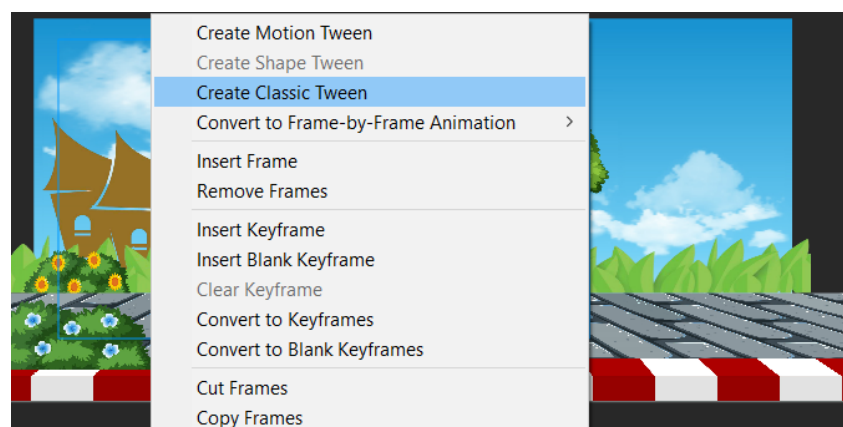 Create Motion Tween
Create Shape Tween
Create Classic Tween
Convert to Frame-by-Frame Animation
Insert Frame
Remove Frames
Insert Keyframe
Insert Blank Keyframe
Clear Keyframe
Convert to Keyframes
Convert to Blank Keyframes
Cut Frames
Copy Frames